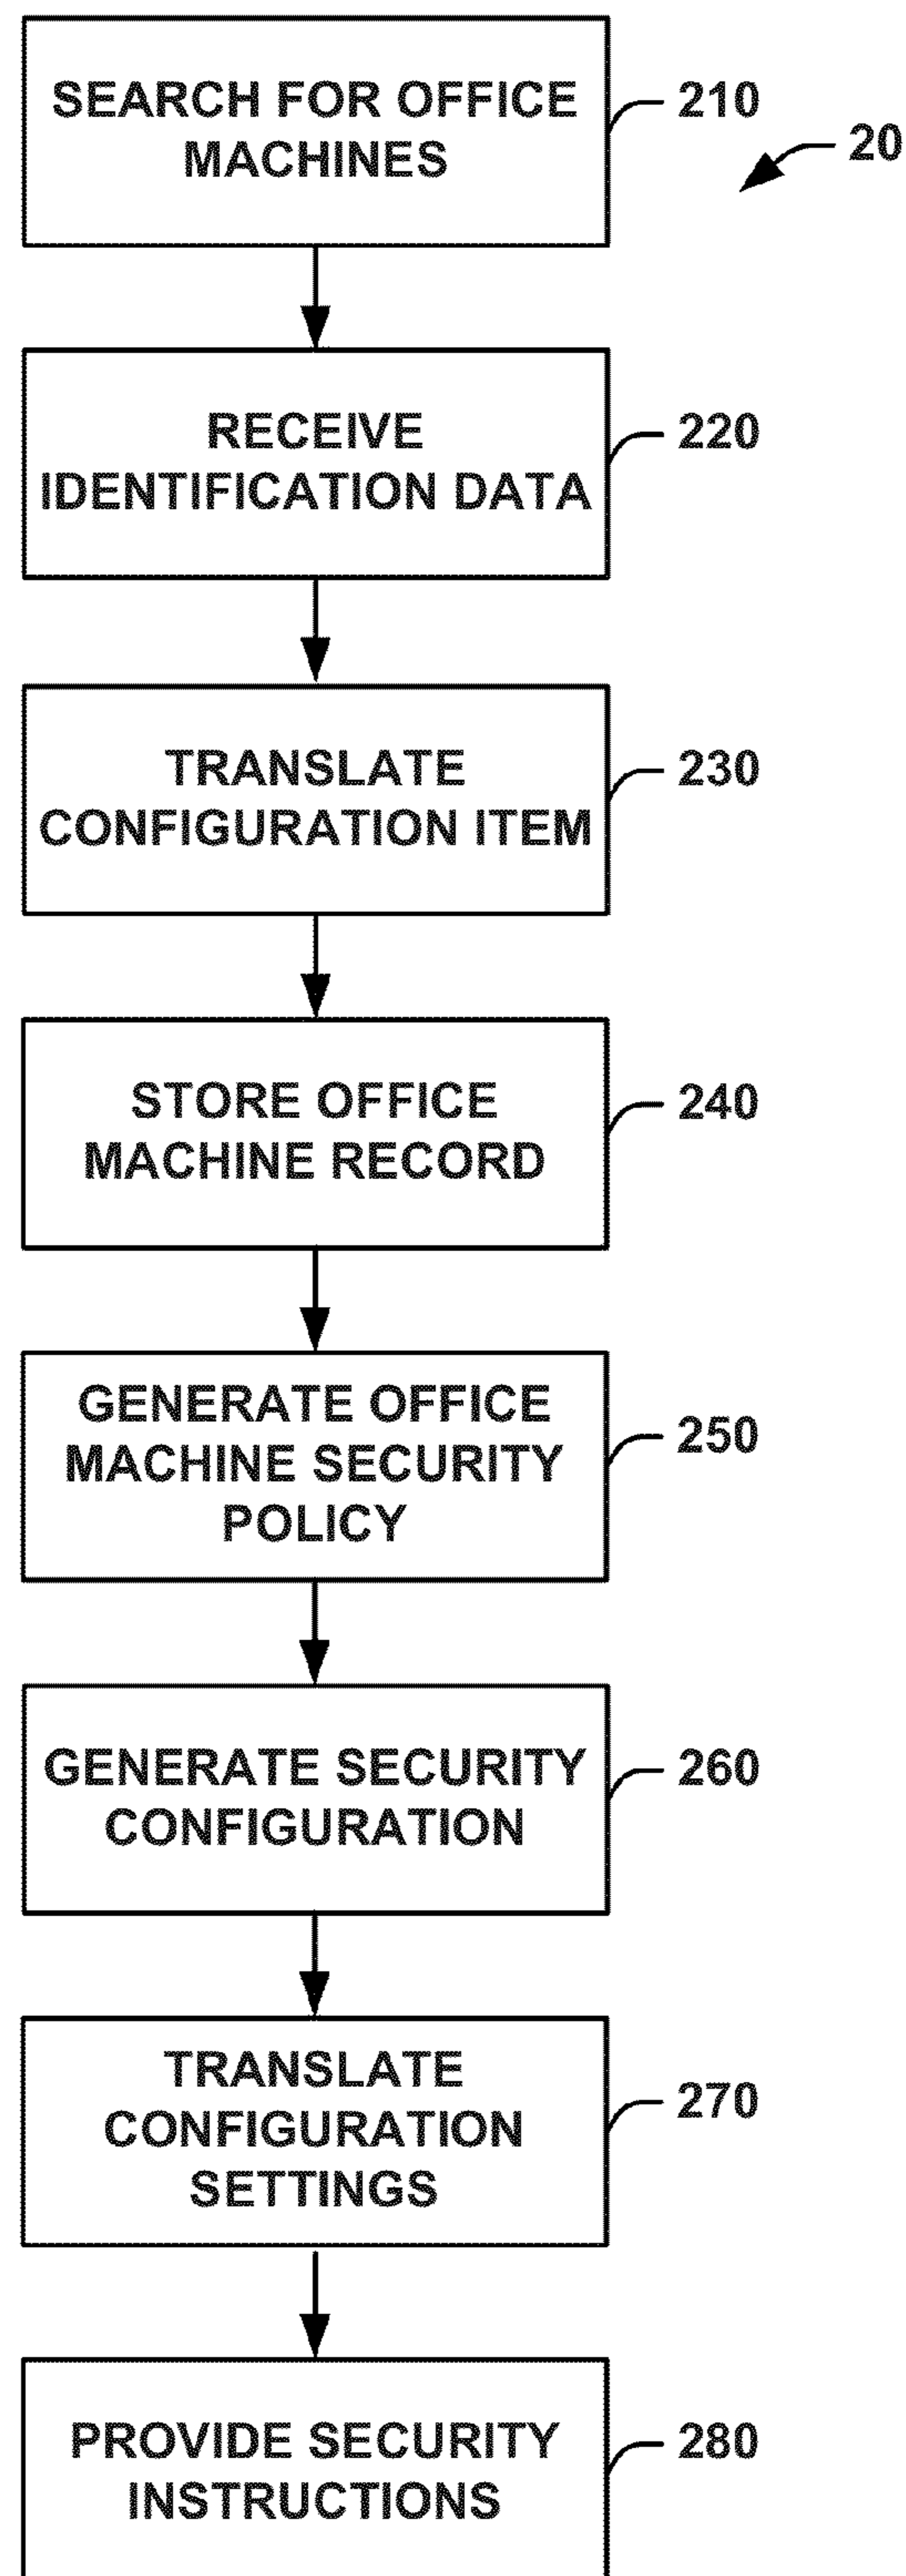 SEARCH FOR OFFICE
MACHINES
210
20
RECEIVE
IDENTIFICATION DATA
220
TRANSLATE
CONFIGURATION ITEM
230
STORE OFFICE
MACHINE RECORD
240
GENERATE OFFICE
MACHINE SECURITY
POLICY
250
GENERATE SECURITY
CONFIGURATION
260
TRANSLATE
CONFIGURATION
SETTINGS
270
PROVIDE SECURITY
INSTRUCTIONS
280